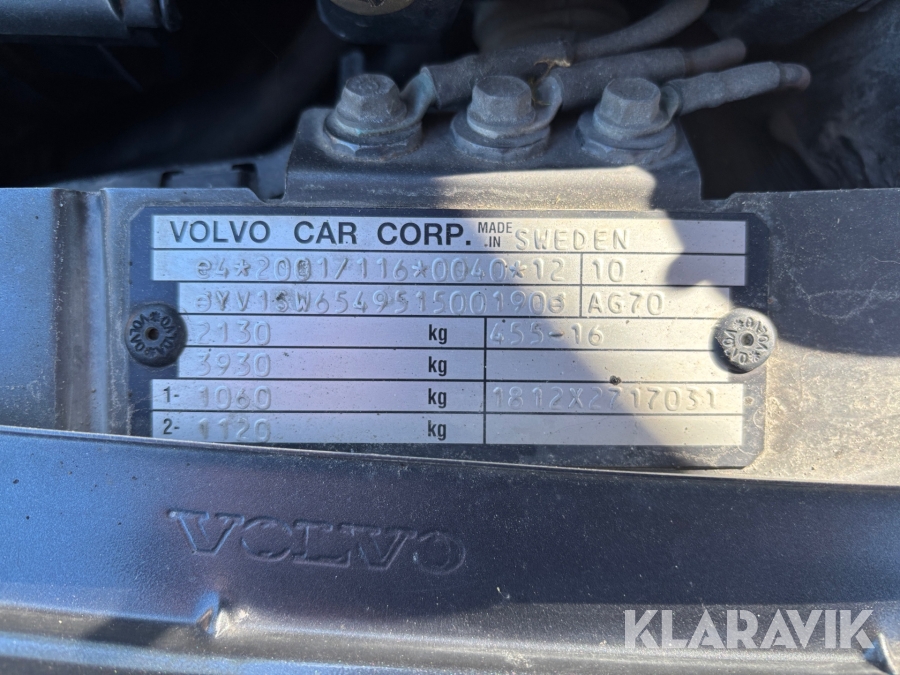 VOLVO CAR CORP. MADE .IN SWEDEN
e4*2001/116*0040*12 10
YV1SW654951500190 AG70
2130 kg 455-16
3930 kg
1- 1060 kg 1812X2717031
2- 1120 kg
VOLVO
KLARAVIK